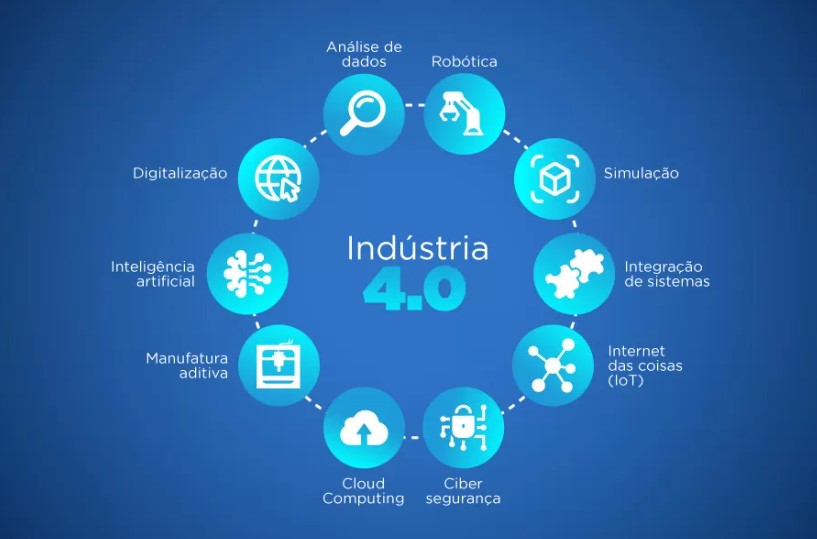 Análise de
dados
Robótica
Digitalização
Simulação
Indústria
4.0
Inteligência
artificial
Integração
de sistemas
Manufatura
aditiva
Internet
das coisas
(IoT)
Cloud
Computing
Ciber
segurança